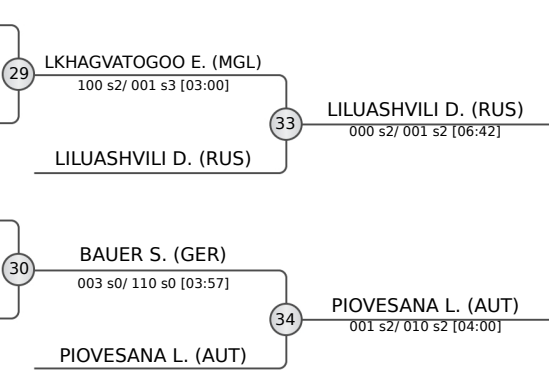 29
LKHAGVATOGOO E. (MGL)
100 s2/ 001 s3 [03:00]
33
LILUASHVILI D. (RUS)
000 s2/ 001 s2 [06:42]
LILUASHVILI D. (RUS)
30
BAUER S. (GER)
003 s0/ 110 s0 [03:57]
34
PIOVESANA L. (AUT)
001 s2/ 010 s2 [04:00]
PIOVESANA L. (AUT)